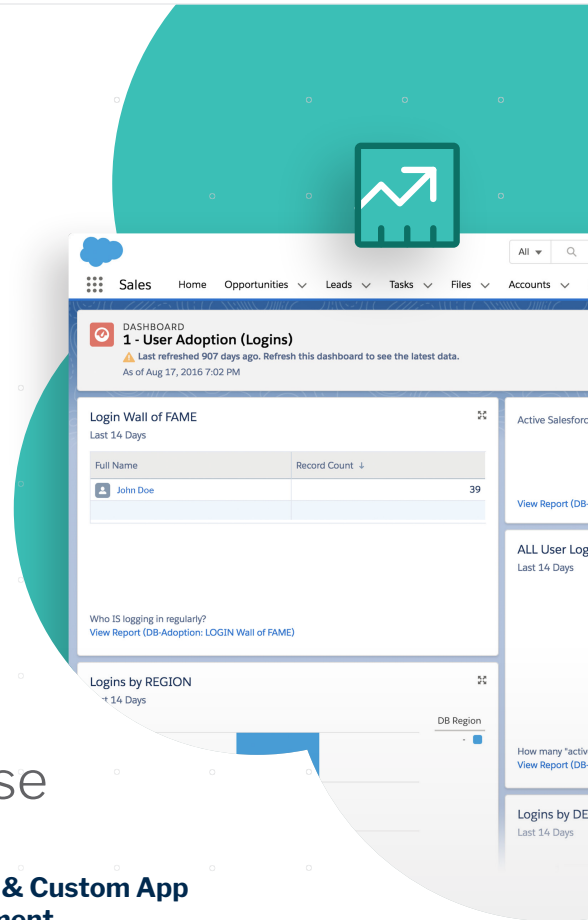 All
Sales Home Opportunities Leads Tasks Files Accounts
DASHBOARD
1 - User Adoption (Logins)
Last refreshed 907 days ago. Refresh this dashboard to see the latest data.
As of Aug 17, 2016 7:02 PM
Login Wall of FAME
Last 14 Days
Full Name Record Count ↓
John Doe 39
Who IS logging in regularly?
View Report (DB-Adoption: LOGIN Wall of FAME)
Active Salesforc
View Report (DB-
ALL User Log
Last 14 Days
How many "activ
View Report (DB-
Logins by REGION
14 Days
DB Region
-
Logins by DE
Last 14 Days
se
& Custom App